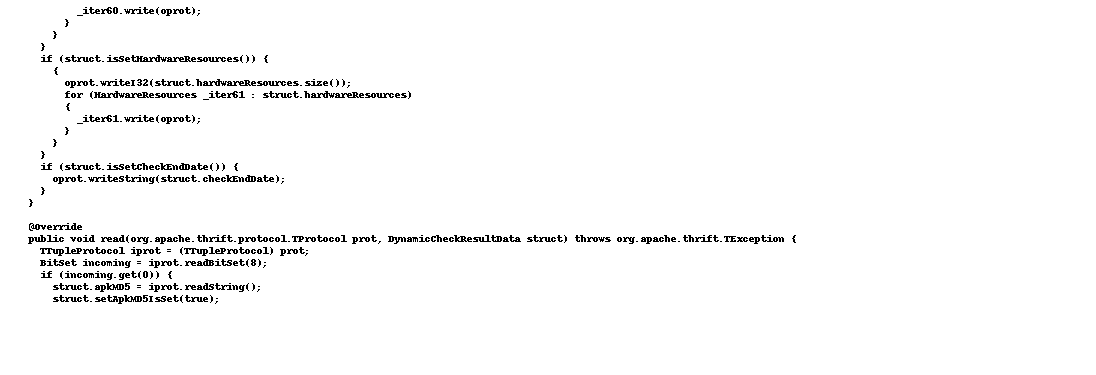 _iter60.write(oprot);
}
}
}
if (struct.isSetHardwareResources()) {
{
oprot.writeI32(struct.hardwareResources.size());
for (HardwareResources _iter61 : struct.hardwareResources)
{
_iter61.write(oprot);
}
}
}
if (struct.isSetCheckEndDate()) {
oprot.writeString(struct.checkEndDate);
}
}
@Override
public void read(org.apache.thrift.protocol.TProtocol prot, DynamicCheckResultData struct) throws org.apache.thrift.TException {
TTupleProtocol iprot = (TTupleProtocol) prot;
BitSet incoming = iprot.readBitSet(8);
if (incoming.get(0)) {
struct.apkMD5 = iprot.readString();
struct.setApkMD5IsSet(true);